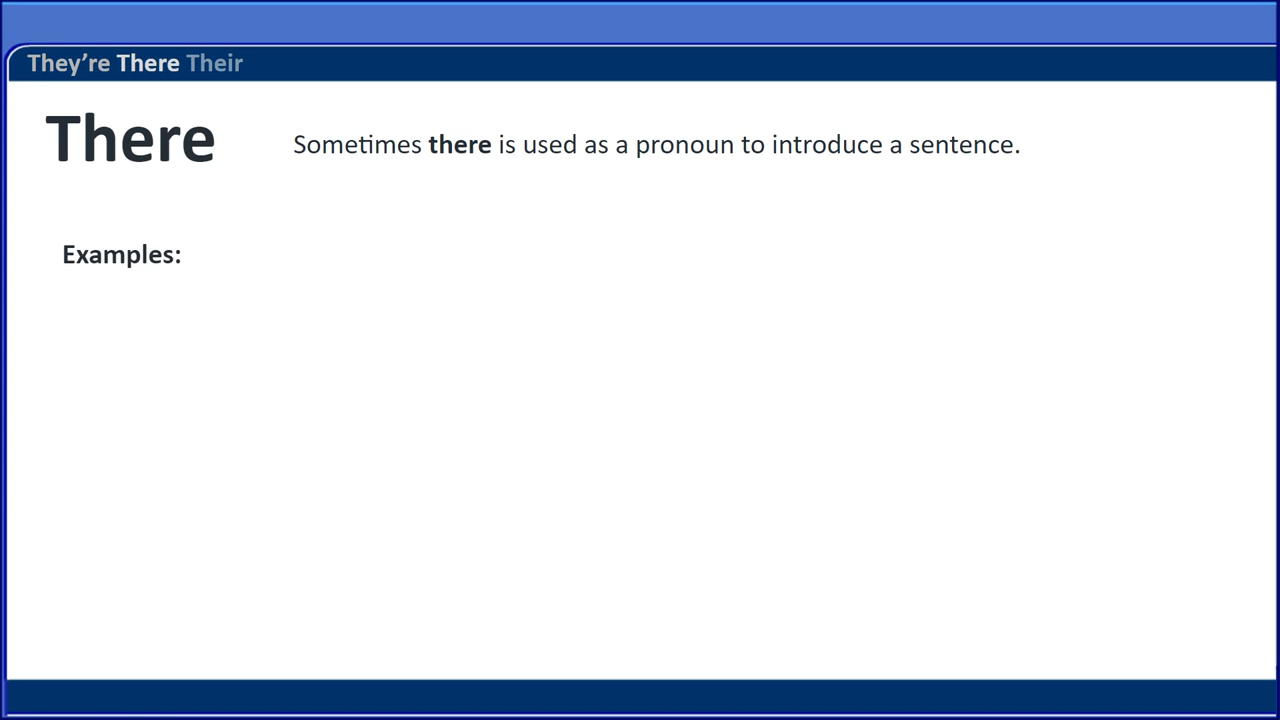 They’re There Their
There
Sometimes there is used as a pronoun to introduce a sentence.
Examples: